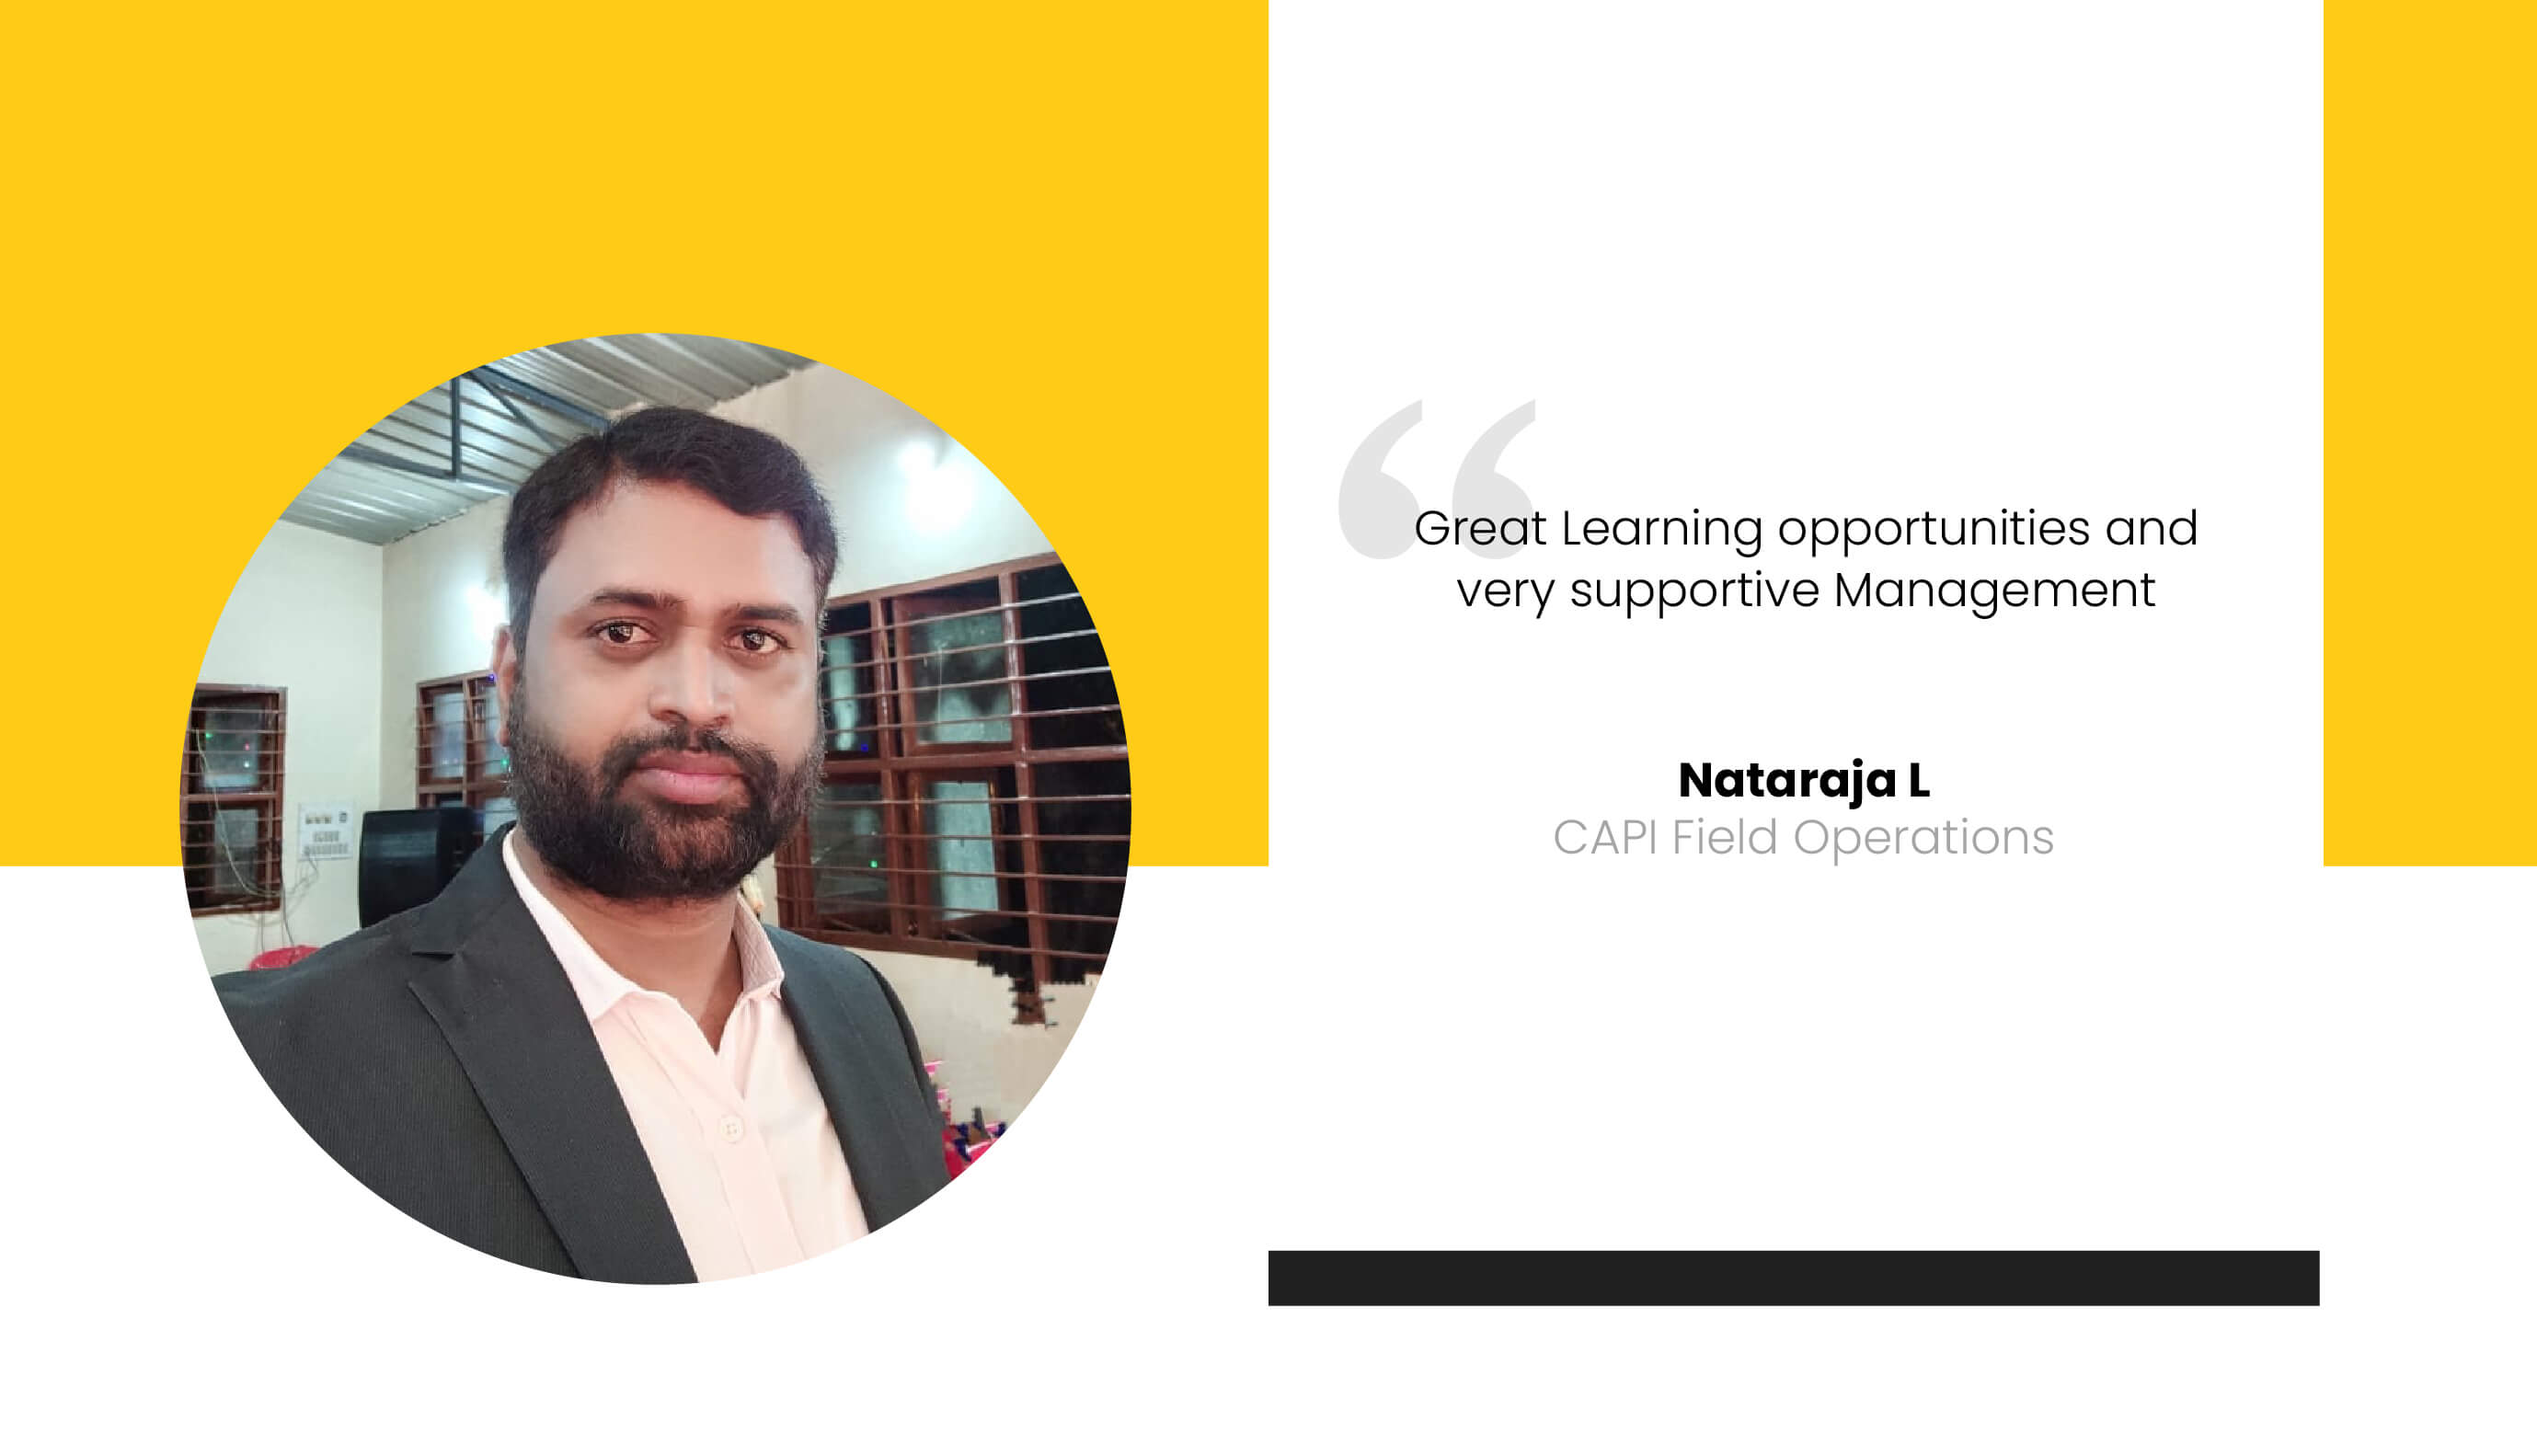 Great Learning opportunities and
very supportive Management
Nataraja L
CAPI Field Operations